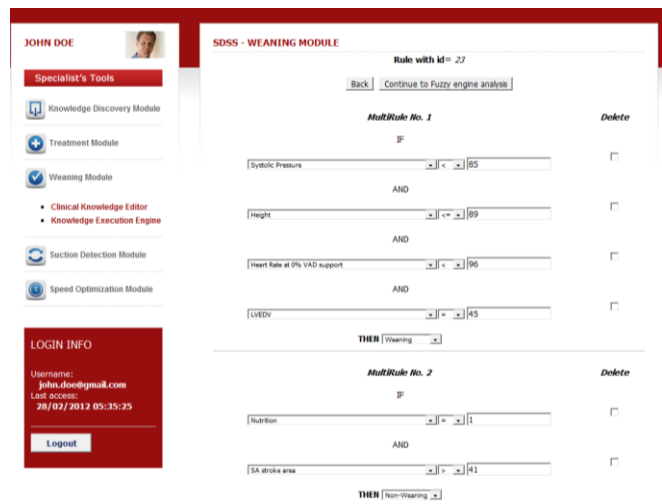 JOHN DOE
Specialist's Tools
Knowledge Discovery Module
Treatment Module
Weaning Module
Clinical Knowledge Editor
Knowledge Execution Engine
Suction Detection Module
Speed Optimization Module
LOGIN INFO
Username:
john.doe@gmail.com
Last access:
28/02/2012 05:35:25
Logout
SDSS - WEANING MODULE
Rule with id= 23
Back Continue to Fuzzy engine analysis
MultiRule No. 1 Delete
IF
Systolic Pressure < 85
AND
Height <= 89
AND
Heart Rate at 0% VAD support < 96
AND
LVEDV = 45
THEN Weaning
MultiRule No. 2 Delete
IF
Nutrition = 1
AND
SA stroke area > 41
THEN Non-Weaning